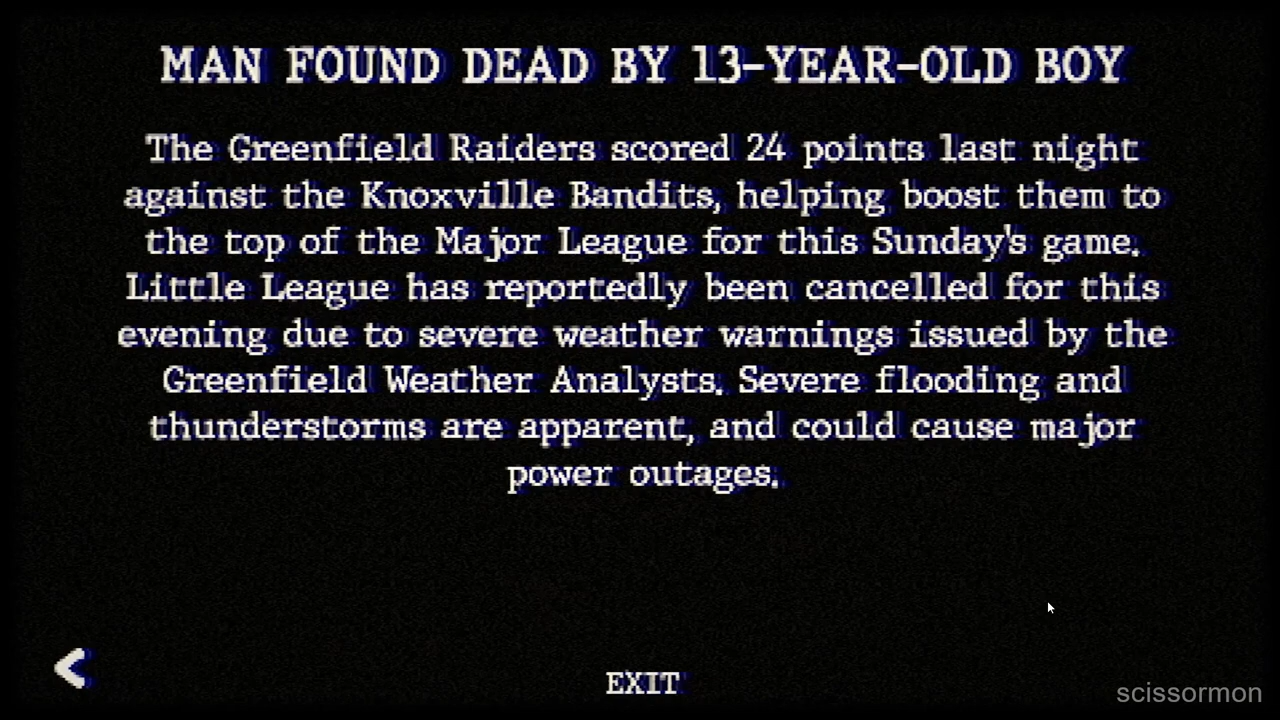 MAN FOUND DEAD BY 13-YEAR-OLD BOY
The Greenfield Raiders scored 24 points last night
against the Knoxville Bandits, helping boost them to
the top of the Major League for this Sunday's game.
Little League has reportedly been cancelled for this
evening due to severe weather warnings issued by the
Greenfield Weather Analysts. Severe flooding and
thunderstorms are apparent, and could cause major
power outages.
<
EXIT
scissormon